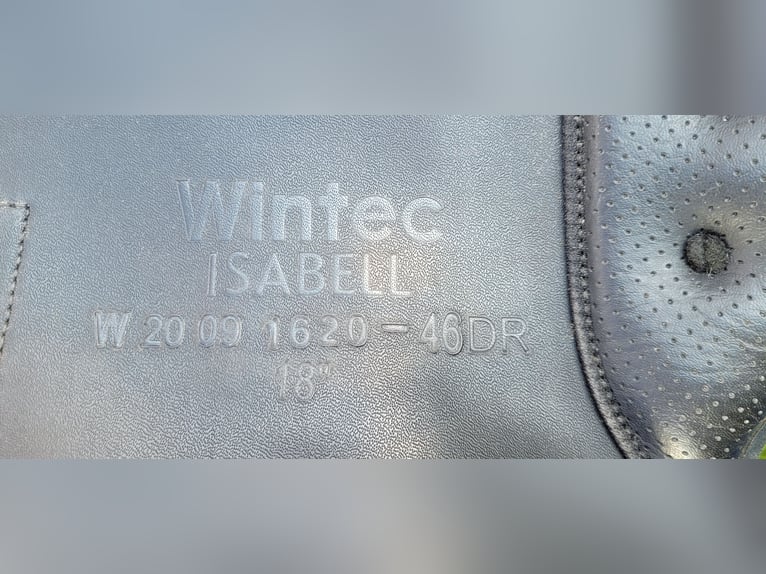 Wintec
ISABELL
W 20 09 1620-46DR
18"